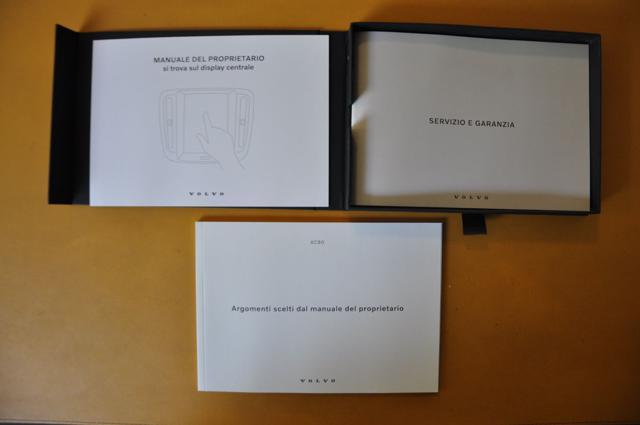 MANUALE DEL PROPRIETARIO
si trova sul display centrale
VOLVO
SERVIZIO E GARANZIA
VOLVO
XC90
Argomenti scelti dal manuale del proprietario
VOLVO